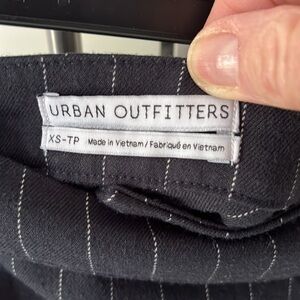 URBAN OUTFITTERS
XS-TP Made in Vietnam / Fabriqué en Vietnam